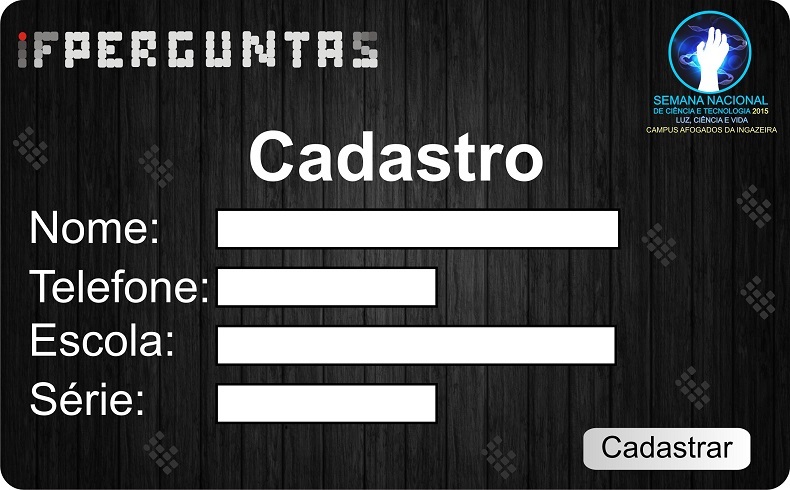 iFPERGUNTAS
SEMANA NACIONAL
DE CIÊNCIA E TECNOLOGIA 2015
LUZ, CIÊNCIA E VIDA
CAMPUS AFOGADOS DA INGAZEIRA
Cadastro
Nome:
Telefone:
Escola:
Série:
Cadastrar